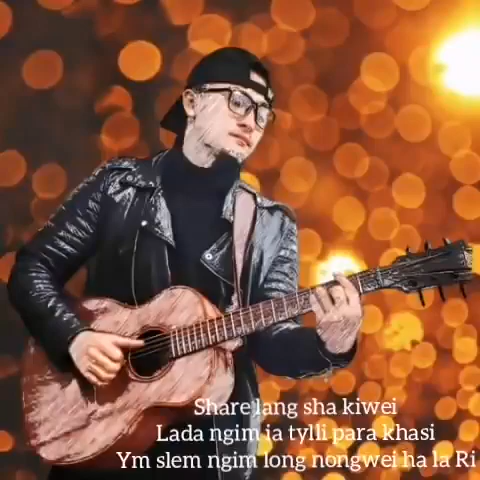 Share lang sha kiwei
Lada ngim ia tylli para khasi
Ym slem ngim long nongwei ha la Ri